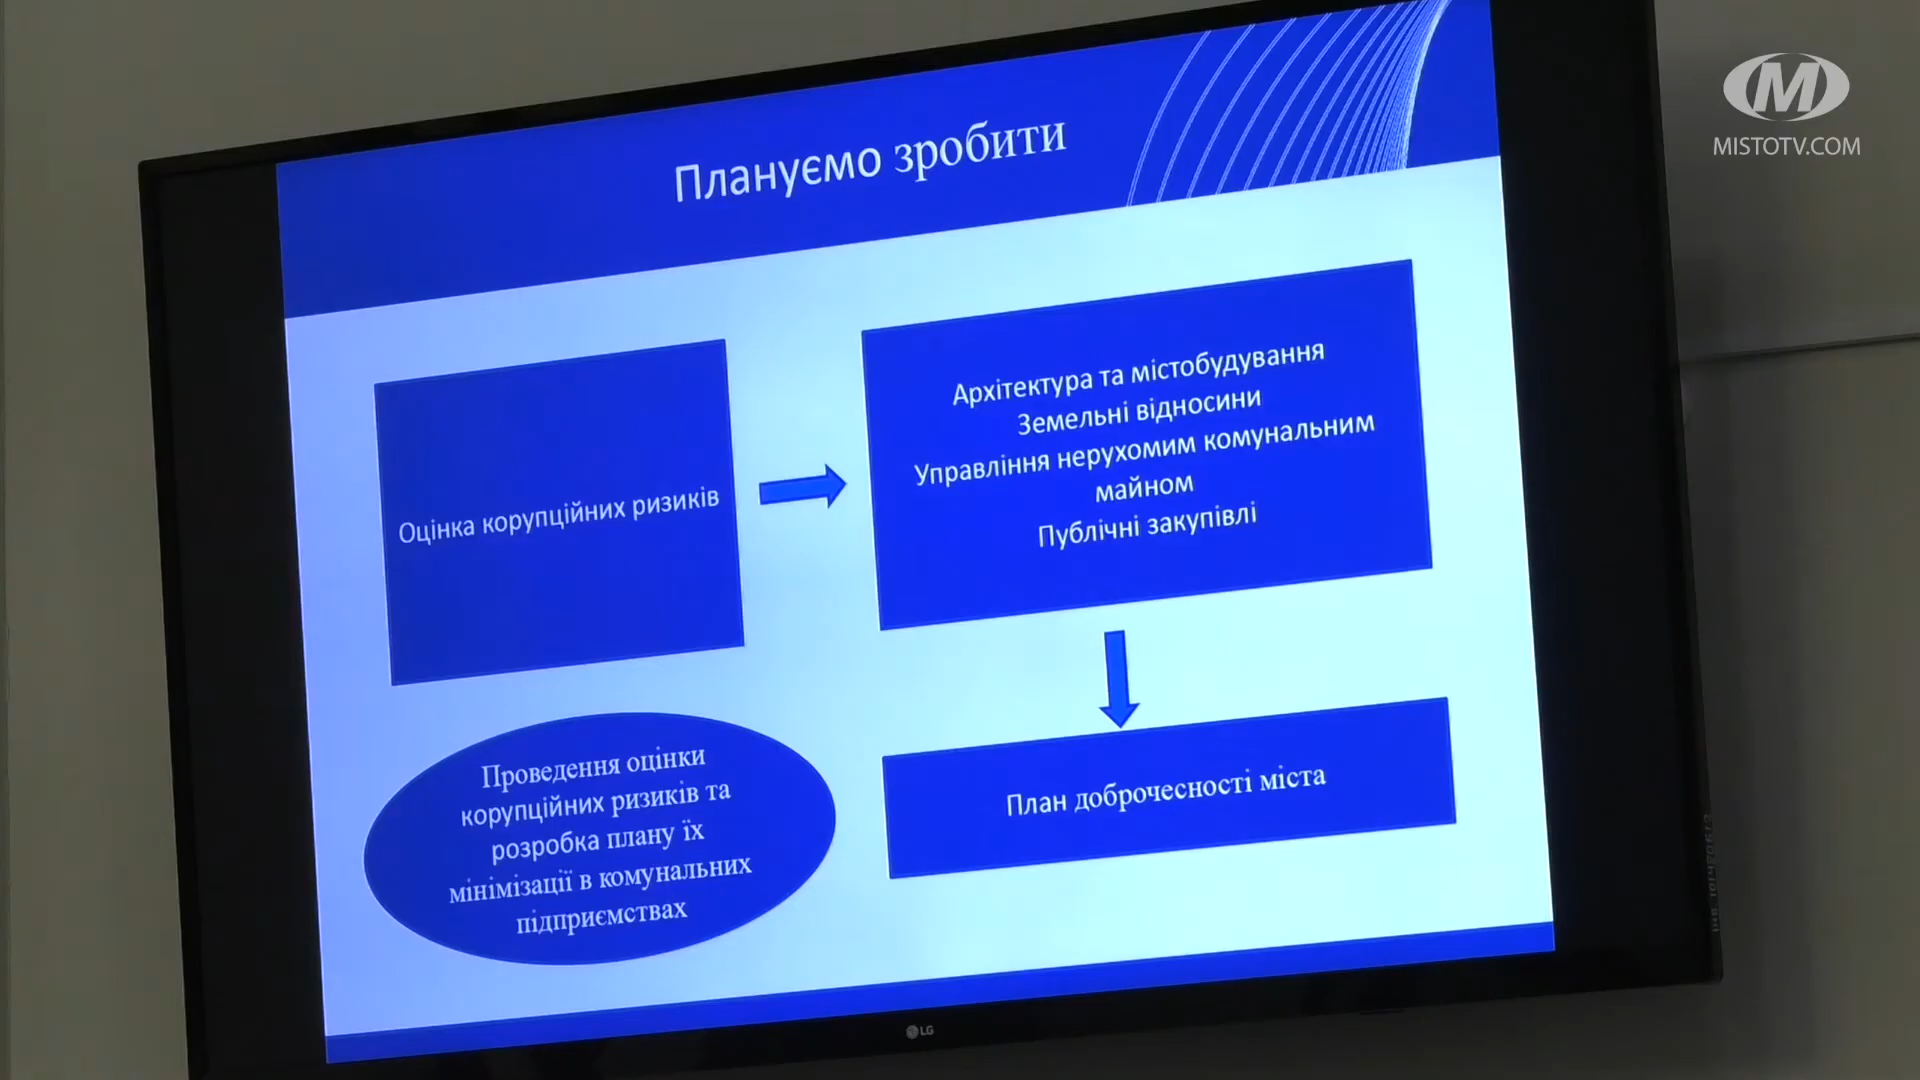 Плануємо зробити
M
MISTOTV.COM
Оцінка корупційних ризиків
Архітектура та містобудування
Земельні відносини
Управління нерухомим комунальним
майном
Публічні закупівлі
Проведення оцінки
корупційних ризиків та
розробка плану їх
мінімізації в комунальних
підприємствах
План доброчесності міста
LG